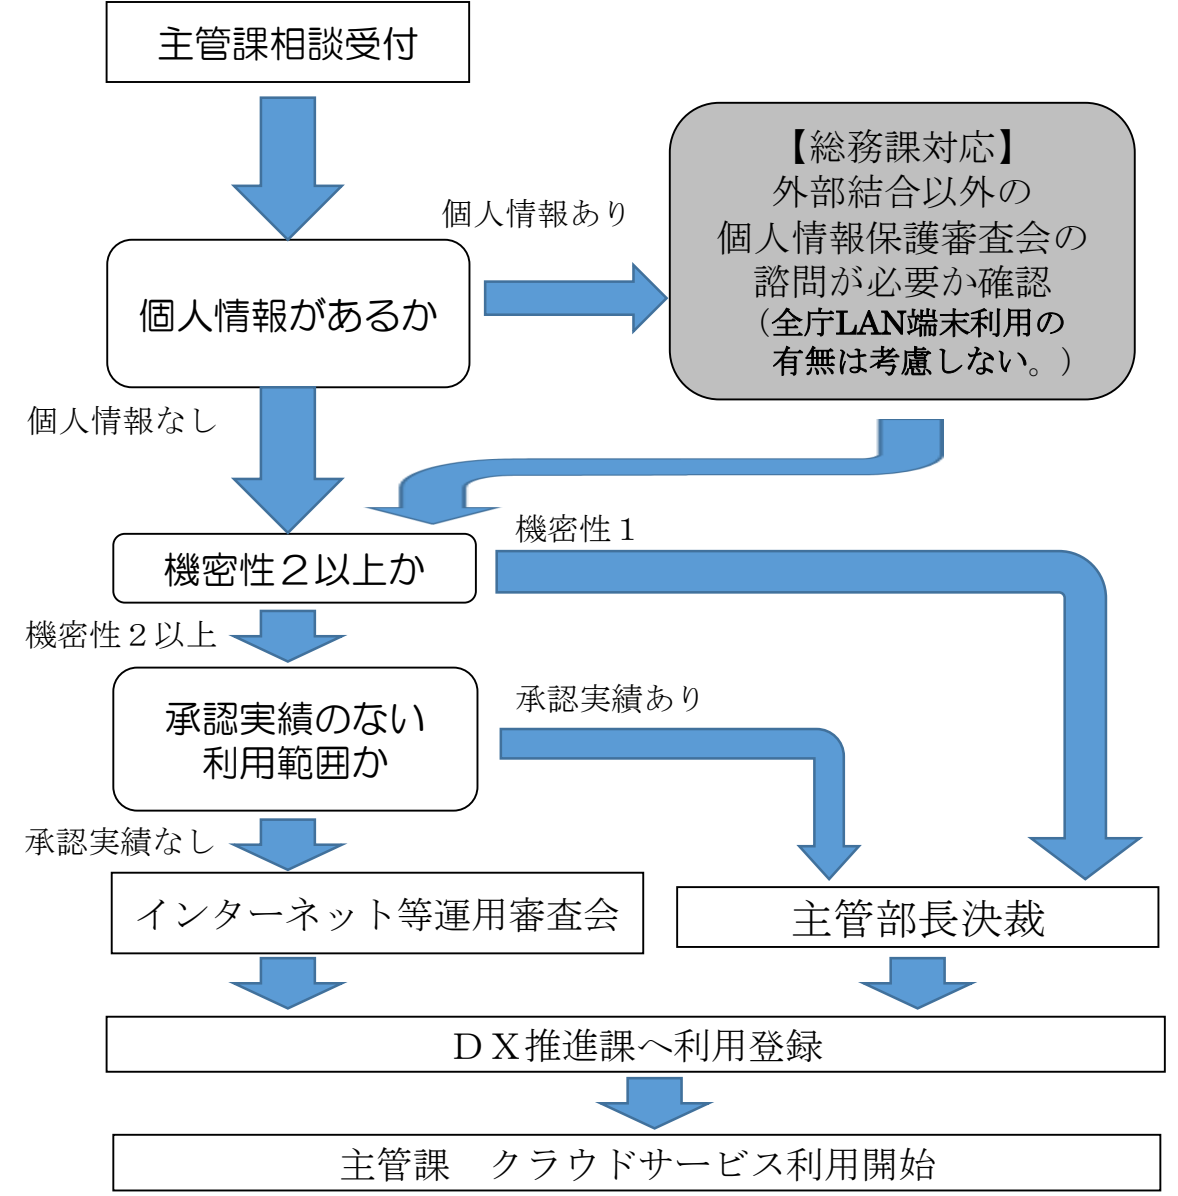 主管課相談受付
【総務課対応】
外部結合以外の
個人情報保護審査会の
諮問が必要か確認
（全庁LAN端末利用の
有無は考慮しない。）
個人情報あり
個人情報があるか
個人情報なし
機密性１
機密性２以上か
機密性２以上
承認実績あり
承認実績のない
利用範囲か
承認実績なし
インターネット等運用審査会
主管部長決裁
ＤＸ推進課へ利用登録
主管課　クラウドサービス利用開始